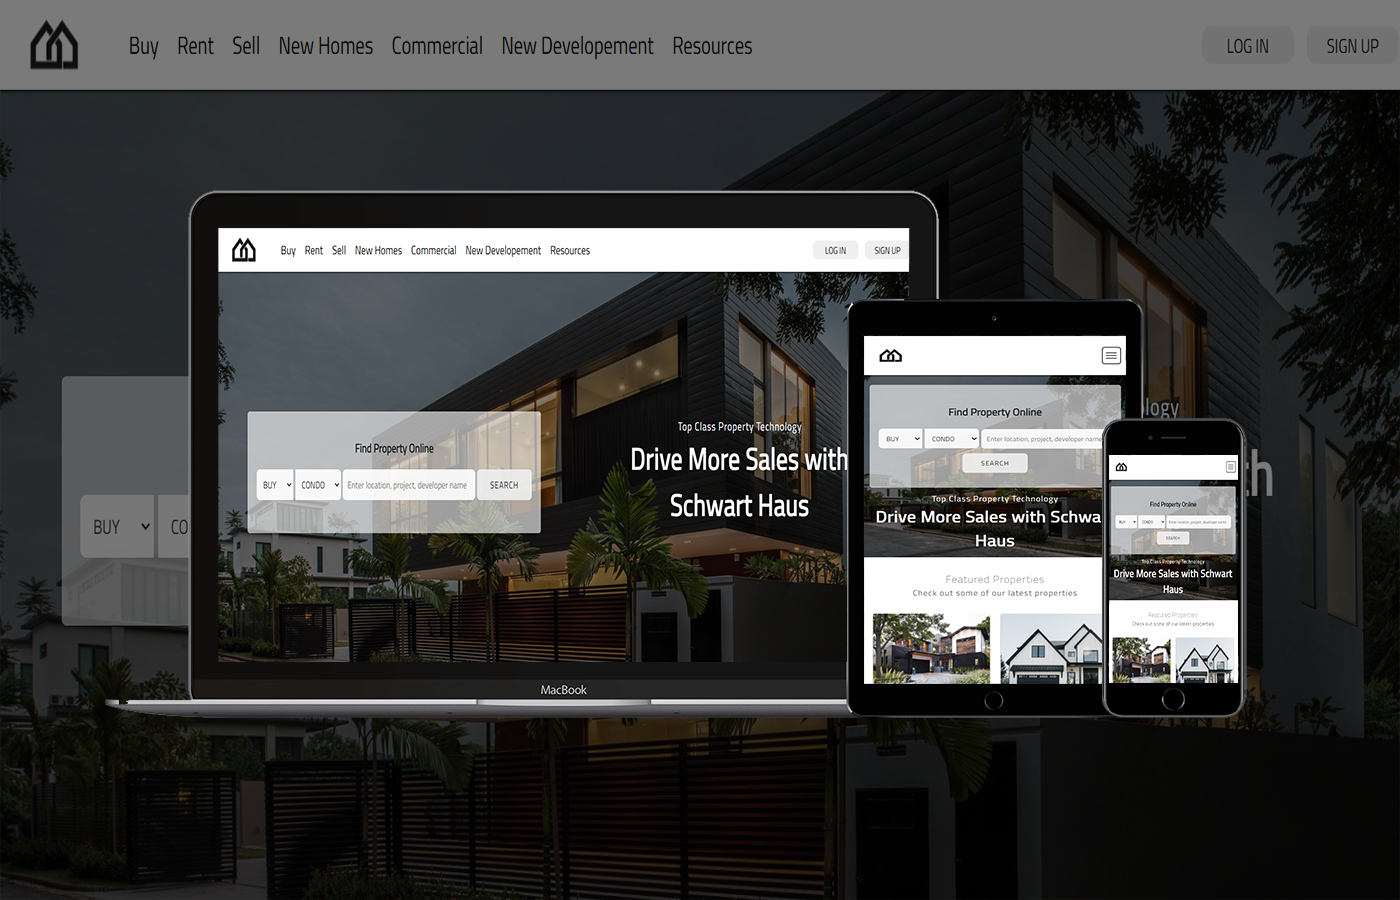 Buy Rent Sell New Homes Commercial New Developement Resources LOG IN SIGN UP
Buy Rent Sell New Homes Commercial New Developement Resources LOG IN SIGN UP
Find Property Online
BUY CONDO Enter location, project, developer name SEARCH
Top Class Property Technology
Drive More Sales with
Schwart Haus
MacBook
BUY CO
Find Property Online
BUY CONDO Enter location, project, developer name
SEARCH
Top Class Property Technology
Drive More Sales with Schwa
Haus
Featured Properties
Check out some of our latest properties
logy
th
Find Property Online
BUY CONDO Enter location, project, developer name
SEARCH
Top Class Property Technology
Drive More Sales with Schwart
Haus
Featured Properties
Check out some of our latest properties